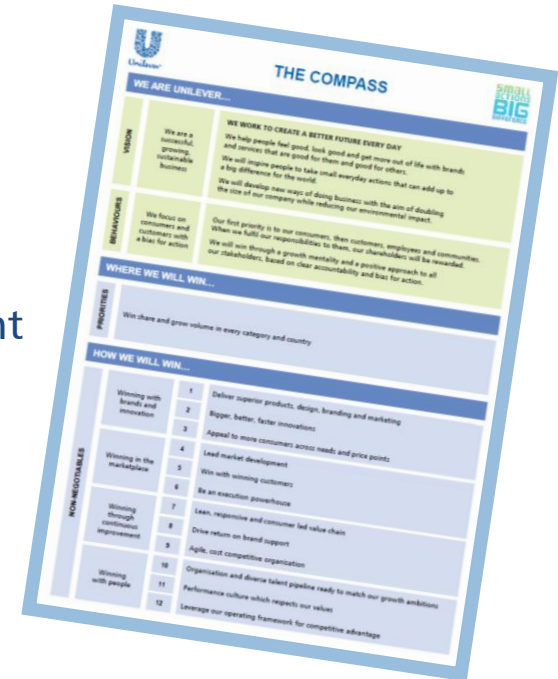 Unilever
THE COMPASS
small
actions
BIG
difference
WE ARE UNILEVER...
VISION
We are a
successful,
growing,
sustainable
business
WE WORK TO CREATE A BETTER FUTURE EVERY DAY
We help people feel good, look good and get more out of life with brands
and services that are good for them and good for others.
We will inspire people to take small everyday actions that can add up to
a big difference for the world.
We will develop new ways of doing business with the aim of doubling
the size of our company while reducing our environmental impact.
BEHAVIOURS
We focus on
consumers and
customers with
a bias for action
Our first priority is to our consumers, then customers, employees and communities.
When we fulfil our responsibilities to them, our shareholders will be rewarded.
We will win through a growth mentality and a positive approach to all
our stakeholders, based on clear accountability and bias for action.
WHERE WE WILL WIN...
PRIORITIES
Win share and grow volume in every category and country
nt
HOW WE WILL WIN...
NON-NEGOTIABLES
Winning with
brands and
innovation
1 Deliver superior products, design, branding and marketing
2 Bigger, better, faster innovations
3 Appeal to more consumers across needs and price points
Winning in the
marketplace
4 Lead market development
5 Win with winning customers
6 Be an execution powerhouse
Winning
through
continuous
improvement
7 Lean, responsive and consumer led value chain
8 Drive return on brand support
9 Agile, cost competitive organisation
Winning
with people
10 Organisation and diverse talent pipeline ready to match our growth ambitions
11 Performance culture which respects our values
12 Leverage our operating framework for competitive advantage